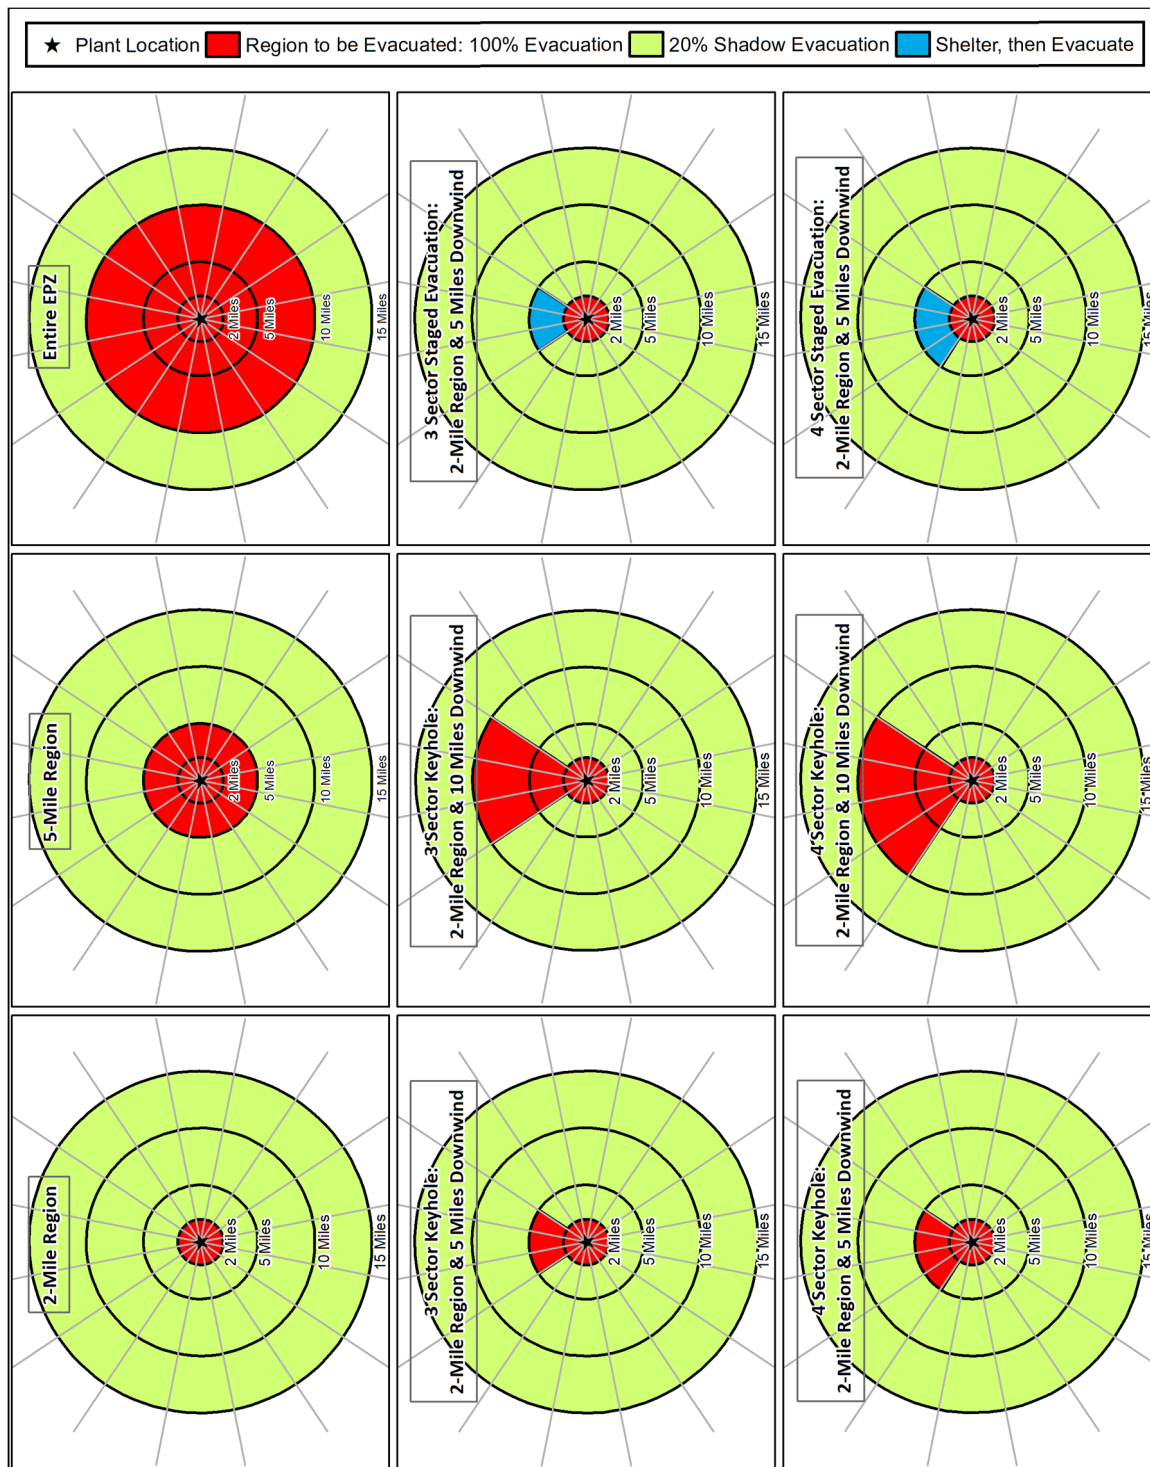 Plant Location
Region to be Evacuated: 100% Evacuation
20% Shadow Evacuation
Shelter, then Evacuate
Entire EPZ
2 Miles
5 Miles
10 Miles
15 Miles
3 Sector Staged Evacuation:
2-Mile Region & 5 Miles Downwind
2 Miles
5 Miles
10 Miles
15 Miles
4 Sector Staged Evacuation:
2-Mile Region & 5 Miles Downwind
2 Miles
5 Miles
10 Miles
15 Miles
5-Mile Region
2 Miles
5 Miles
10 Miles
15 Miles
3 Sector Keyhole:
2-Mile Region & 10 Miles Downwind
2 Miles
5 Miles
10 Miles
15 Miles
4 Sector Keyhole:
2-Mile Region & 10 Miles Downwind
2 Miles
5 Miles
10 Miles
15 Miles
2-Mile Region
2 Miles
5 Miles
10 Miles
15 Miles
3 Sector Keyhole:
2-Mile Region & 5 Miles Downwind
2 Miles
5 Miles
10 Miles
15 Miles
4 Sector Keyhole:
2-Mile Region & 5 Miles Downwind
2 Miles
5 Miles
10 Miles
15 Miles